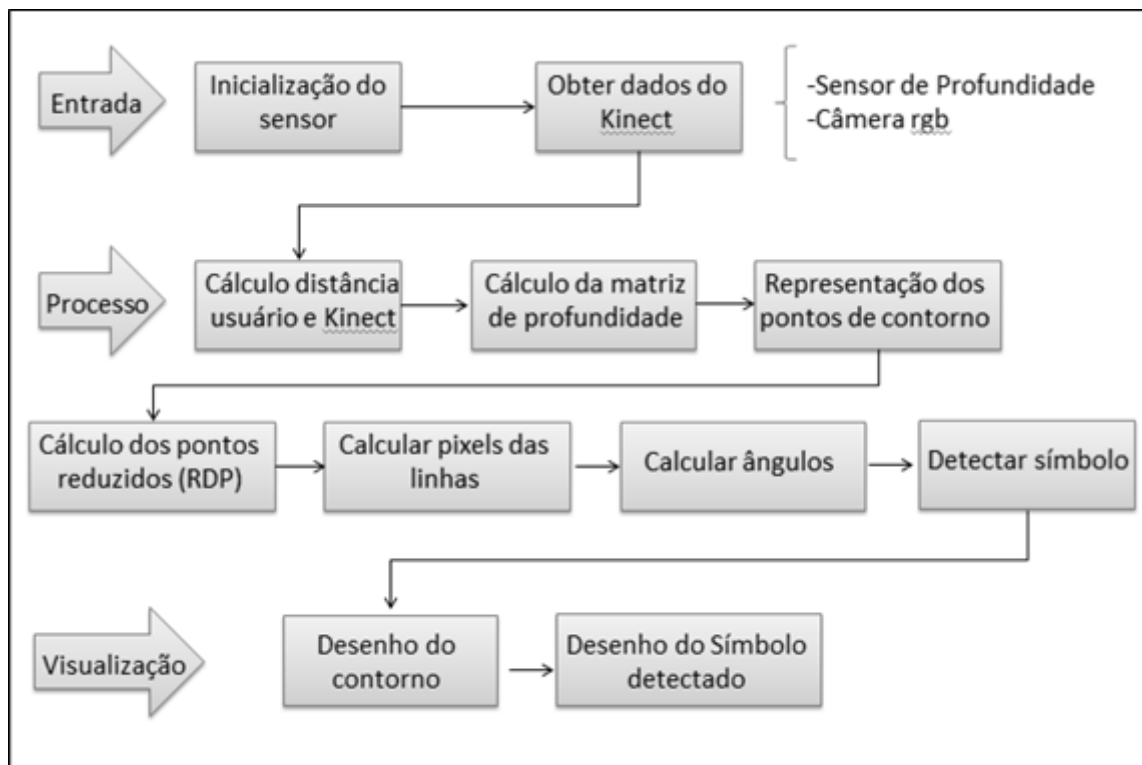 Entrada
Inicialização do
sensor
Obter dados do
Kinect
-Sensor de Profundidade
-Câmera rgb
Processo
Cálculo distância
usuário e Kinect
Cálculo da matriz
de profundidade
Representação dos
pontos de contorno
Cálculo dos pontos
reduzidos (RDP)
Calcular pixels das
linhas
Calcular ângulos
Detectar símbolo
Visualização
Desenho do
contorno
Desenho do Símbolo
detectado